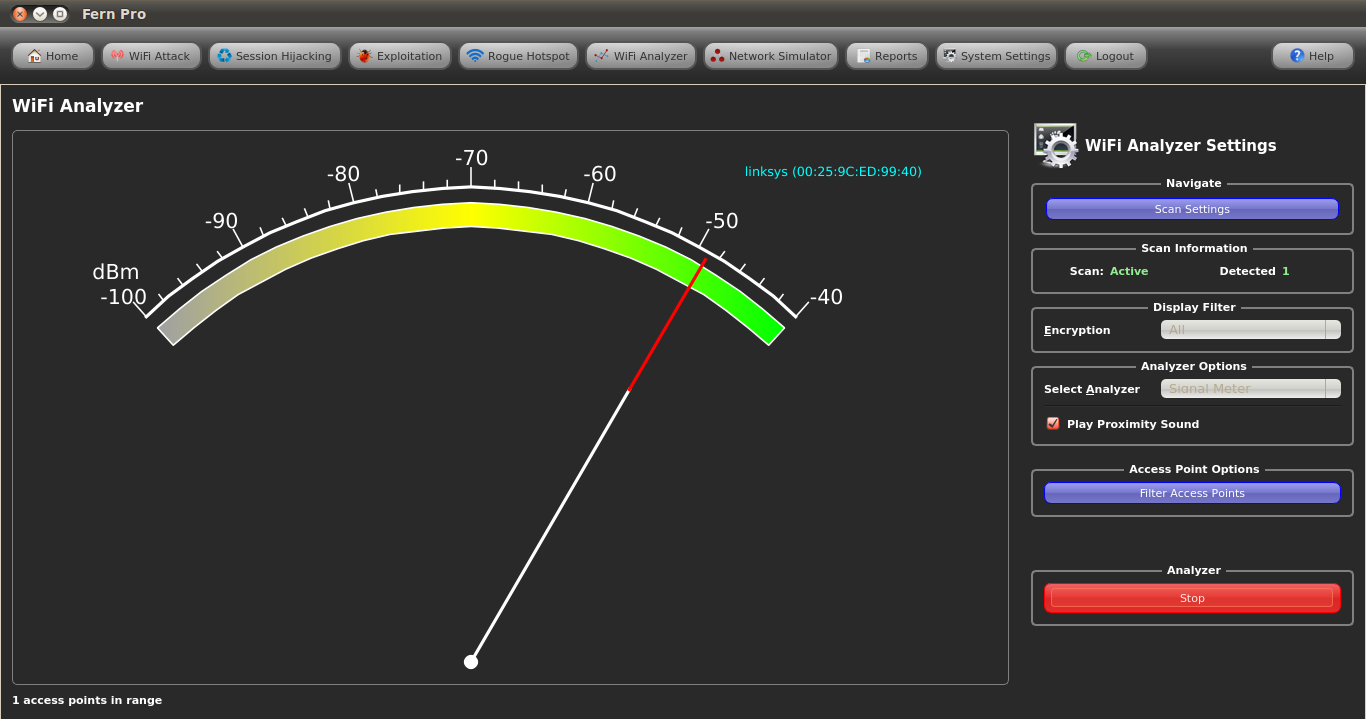 Fern Pro
Home WiFi Attack Session Hijacking Exploitation Rogue Hotspot WiFi Analyzer Network Simulator Reports System Settings Logout Help
WiFi Analyzer
-70
-80 -60
linksys (00:25:9C:ED:99:40)
-90 -50
dBm
-100 -40
1 access points in range
WiFi Analyzer Settings
Navigate
Scan Settings
Scan Information
Scan: Active Detected 1
Display Filter
Encryption All
Analyzer Options
Select Analyzer Signal Meter
Play Proximity Sound
Access Point Options
Filter Access Points
Analyzer
Stop